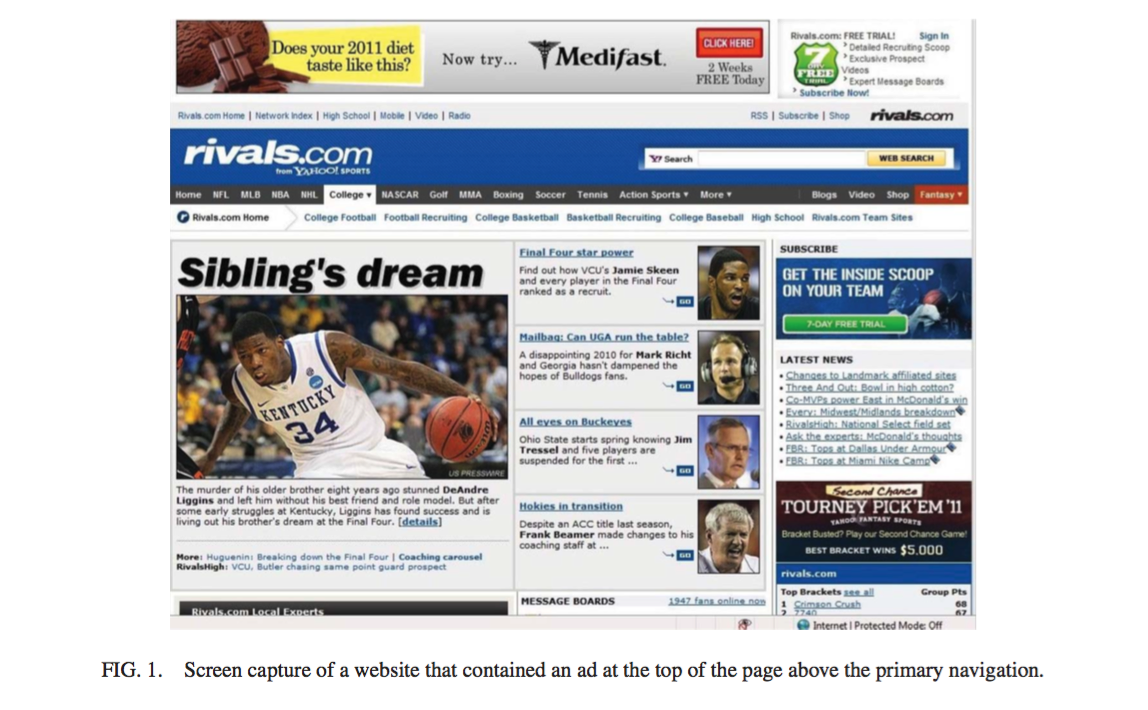 Does your 2011 diet
taste like this?
Now try...
Medifast.
CLICK HERE!
2 Weeks
FREE Today
Rivals.com: FREE TRIAL! Sign In
7
DAY
FREE
TRIAL
Detailed Recruiting Scoop
Exclusive Prospect
Videos
Expert Message Boards
Subscribe Now!
Rivals.com Home | Network Index | High School | Mobile | Video | Radio
RSS | Subscribe | Shop
rivals.com
rivals.com
from YAHOO! SPORTS
Y! Search
WEB SEARCH
Home NFL MLB NBA NHL College NASCAR Golf MMA Boxing Soccer Tennis Action Sports More
Blogs Video Shop Fantasy
Rivals.com Home College Football Football Recruiting College Basketball Basketball Recruiting College Baseball High School Rivals.com Team Sites
Sibling's dream
KENTUCKY
34
US PRESSWIRE
The murder of his older brother eight years ago stunned DeAndre
Liggins and left him without his best friend and role model. But after
some early struggles at Kentucky, Liggins has found success and is
living out his brother's dream at the Final Four. [details]
More: Huguenin: Breaking down the Final Four | Coaching carousel
RivalsHigh: VCU, Butler chasing same point guard prospect
Rivals.com Local Experts
Final Four star power
Find out how VCU's Jamie Skeen
and every player in the Final Four
ranked as a recruit.
GO
Mailbag: Can UGA run the table?
A disappointing 2010 for Mark Richt
and Georgia hasn't dampened the
hopes of Bulldogs fans.
GO
All eyes on Buckeyes
Ohio State starts spring knowing Jim
Tressel and five players are
suspended for the first ...
GO
Hokies in transition
Despite an ACC title last season,
Frank Beamer made changes to his
coaching staff at ...
GO
MESSAGE BOARDS 1947 fans online now
SUBSCRIBE
GET THE INSIDE SCOOP
ON YOUR TEAM
7-DAY FREE TRIAL
LATEST NEWS
Changes to Landmark affiliated sites
Three And Out: Bowl in high cotton?
Co-MVPs power East in McDonald's win
Every: Midwest/Midlands breakdown
RivalsHigh: National Select field set
Ask the experts: McDonald's thoughts
FBR: Tops at Dallas Under Armour
FBR: Tops at Miami Nike Camp
Second Chance
TOURNEY PICK'EM '11
YAHOO! FANTASY SPORTS
Bracket Busted? Play our Second Chance Game!
BEST BRACKET WINS $5,000
rivals.com
Top Brackets see all Group Pts
1 Crimson Crush 68
2 7740 67
Internet | Protected Mode: Off
FIG. 1. Screen capture of a website that contained an ad at the top of the page above the primary navigation.